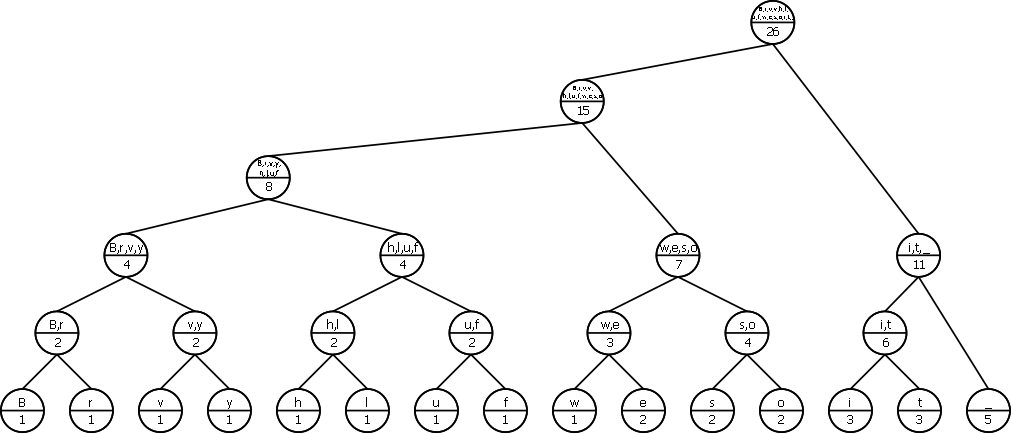 B,r,v,y,h,l,
u,f,w,e,s,o,i,t,_
26
B,r,v,y,
h,l,u,f,w,e,s,o
15
B,r,v,y,
h,l,u,f
8
B,r,v,y
4
h,l,u,f
4
w,e,s,o
7
i,t,_
11
B,r
2
v,y
2
h,l
2
u,f
2
w,e
3
s,o
4
i,t
6
B
1
r
1
v
1
y
1
h
1
l
1
u
1
f
1
w
1
e
2
s
2
o
2
i
3
t
3
_
5